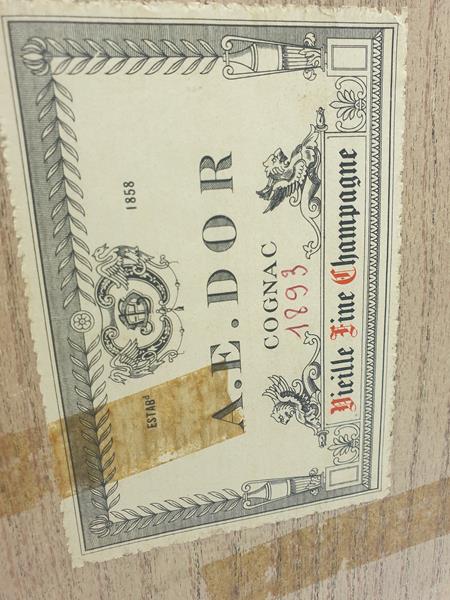 ESTABᵈ 1858
A.E.DOR
COGNAC
1893
Vieille Fine Champagne